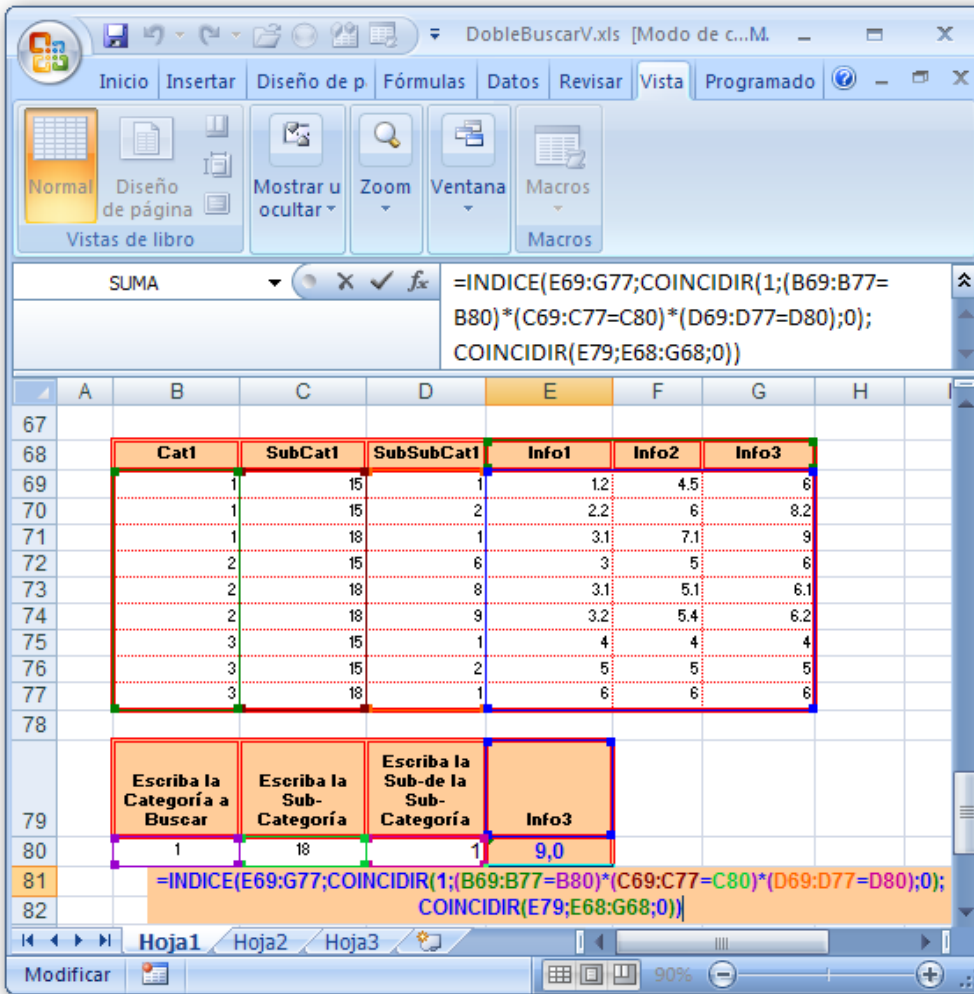 DobleBuscarV.xls [Modo de c...M.
Inicio Insertar Diseño de p Fórmulas Datos Revisar Vista Programado
Normal
Diseño de página
Mostrar u ocultar
Zoom
Ventana
Macros
Vistas de libro
Macros
SUMA
fx
=INDICE(E69:G77;COINCIDIR(1;(B69:B77=
B80)*(C69:C77=C80)*(D69:D77=D80);0);
COINCIDIR(E79;E68:G68;0))
A B C D E F G H I
67
68 Cat1 SubCat1 SubSubCat1 Info1 Info2 Info3
69 1 15 1 1.2 4.5 6
70 1 15 2 2.2 6 8.2
71 1 18 1 3.1 7.1 9
72 2 15 6 3 5 6
73 2 18 8 3.1 5.1 6.1
74 2 18 9 3.2 5.4 6.2
75 3 15 1 4 4 4
76 3 15 2 5 5 5
77 3 18 1 6 6 6
78
79 Escriba la Categoría a Buscar Escriba la Sub-Categoría Escriba la Sub-de la Sub-Categoría Info3
80 1 18 1 9,0
81 =INDICE(E69:G77;COINCIDIR(1;(B69:B77=B80)*(C69:C77=C80)*(D69:D77=D80);0);
82 COINCIDIR(E79;E68:G68;0))
Hoja1 Hoja2 Hoja3
Modificar 90%